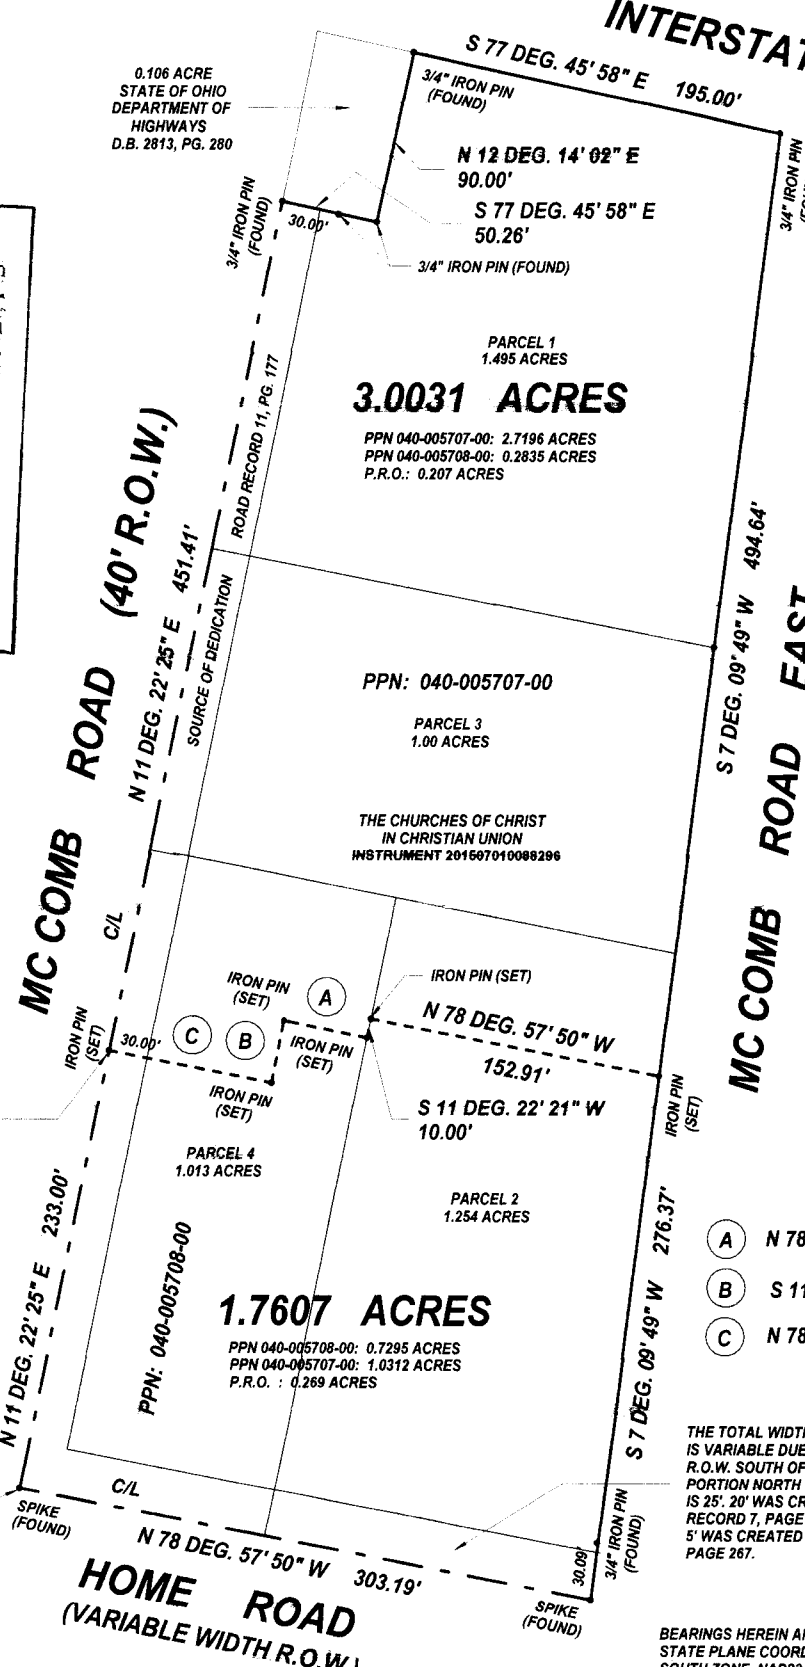 INTERSTAT
S 77 DEG. 45' 58" E 195.00'
0.106 ACRE
STATE OF OHIO
DEPARTMENT OF
HIGHWAYS
D.B. 2813, PG. 280
3/4" IRON PIN
(FOUND)
3/4" IRON PIN
N 12 DEG. 14' 02" E
90.00'
S 77 DEG. 45' 58" E
50.26'
3/4" IRON PIN
(FOUND)
30.00'
3/4" IRON PIN (FOUND)
PARCEL 1
1.495 ACRES
3.0031 ACRES
PPN 040-005707-00: 2.7196 ACRES
PPN 040-005708-00: 0.2835 ACRES
P.R.O.: 0.207 ACRES
ROAD RECORD 11, PG. 177
SOURCE OF DEDICATION
MC COMB ROAD (40' R.O.W.)
N 11 DEG. 22' 25" E 451.41'
S 7 DEG. 09' 49" W 494.64'
MC COMB ROAD EAST
PPN: 040-005707-00
PARCEL 3
1.00 ACRES
THE CHURCHES OF CHRIST
IN CHRISTIAN UNION
INSTRUMENT 201507010088296
C/L
IRON PIN
(SET)
A
IRON PIN (SET)
N 78 DEG. 57' 50" W
152.91'
IRON PIN
(SET)
30.00'
C
B
IRON PIN
(SET)
IRON PIN
(SET)
S 11 DEG. 22' 21" W
10.00'
IRON PIN
(SET)
PARCEL 4
1.013 ACRES
PARCEL 2
1.254 ACRES
N 11 DEG. 22' 25" E 233.00'
PPN: 040-005708-00
S 7 DEG. 09' 49" W 276.37'
A N 78
B S 11
C N 78
1.7607 ACRES
PPN 040-005708-00: 0.7295 ACRES
PPN 040-005707-00: 1.0312 ACRES
P.R.O. : 0.269 ACRES
THE TOTAL WIDTH
IS VARIABLE DUE
R.O.W. SOUTH OF
PORTION NORTH
IS 25'. 20' WAS CR
RECORD 7, PAGE
5' WAS CREATED
PAGE 267.
C/L
SPIKE
(FOUND)
N 78 DEG. 57' 50" W 303.19'
30.09'
3/4" IRON PIN
(FOUND)
SPIKE
(FOUND)
HOME ROAD
(VARIABLE WIDTH R.O.W.)
BEARINGS HEREIN A
STATE PLANE COORD